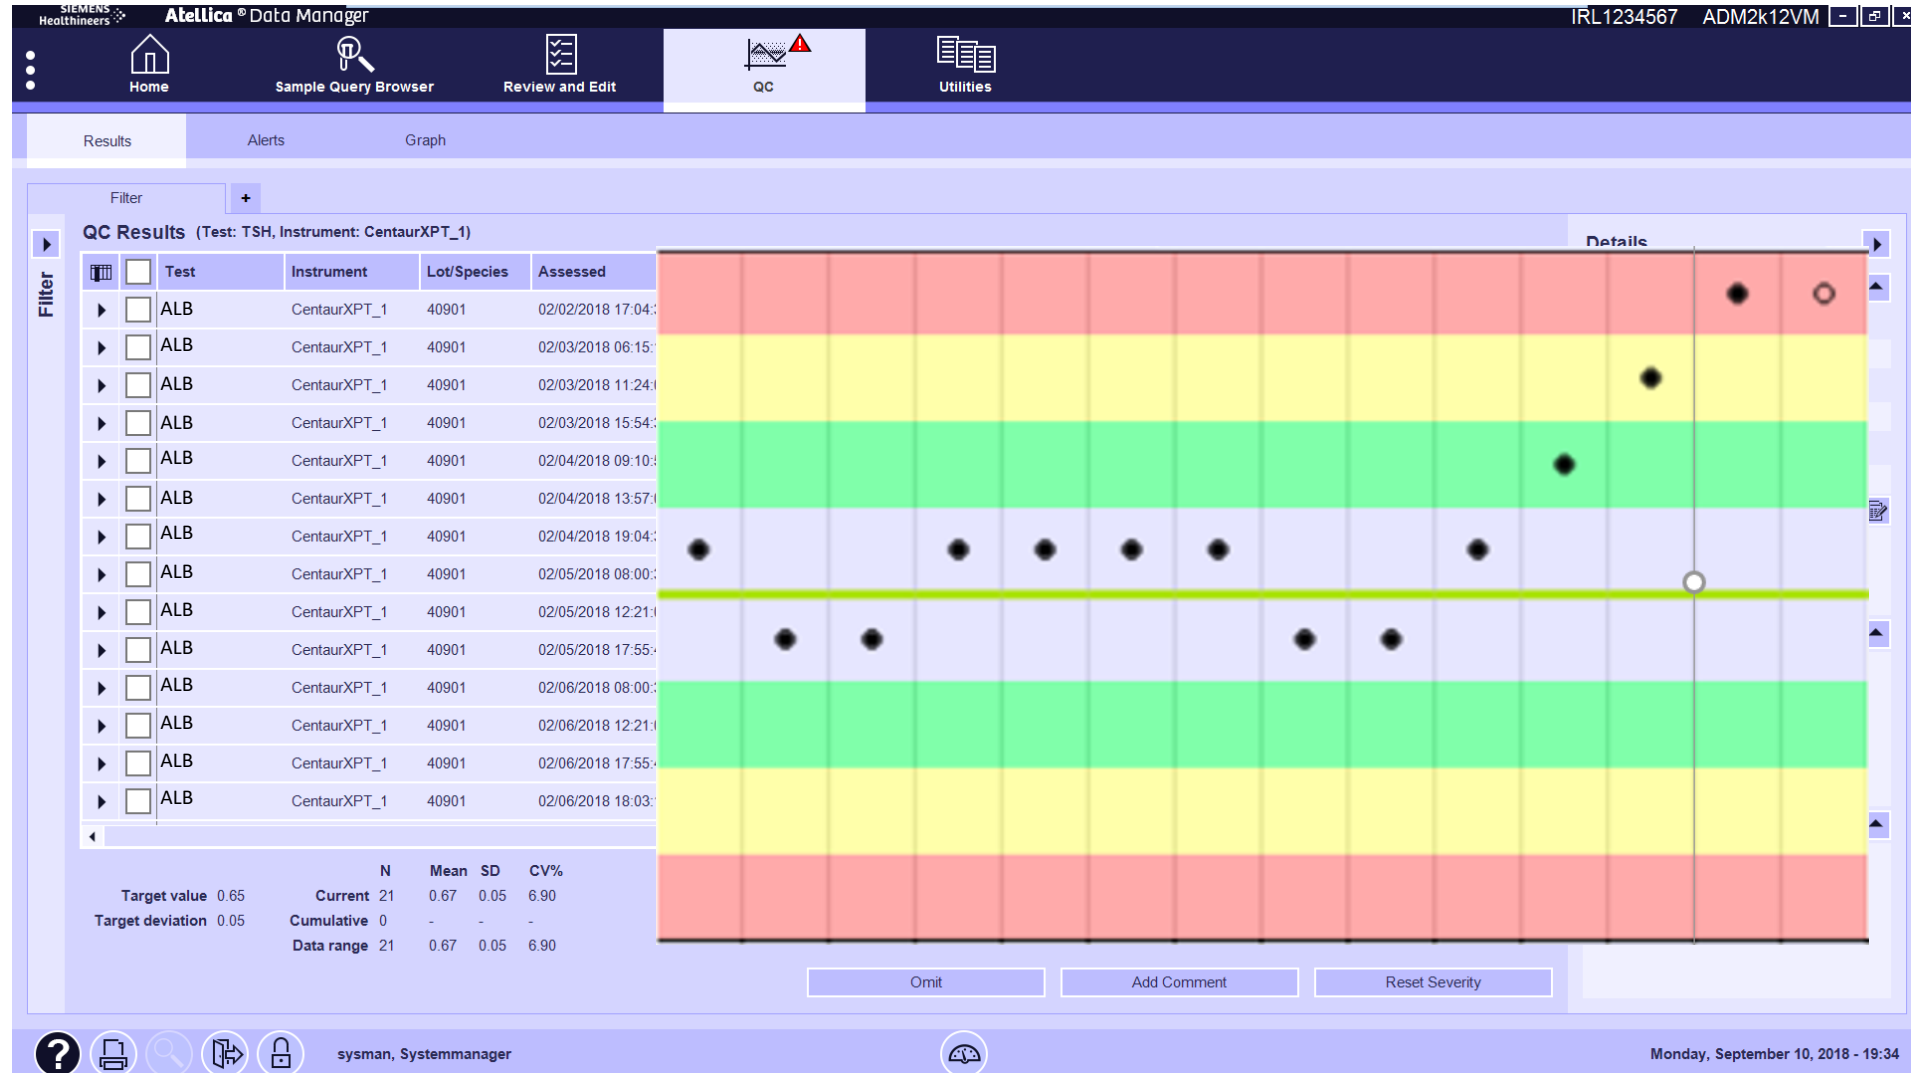 SIEMENS
Healthineers
Atellica ® Data Manager
IRL1234567 ADM2k12VM
Home Sample Query Browser Review and Edit QC Utilities
Results Alerts Graph
Filter +
QC Results (Test: TSH, Instrument: CentaurXPT_1)
Details
Filter
Test Instrument Lot/Species Assessed
ALB CentaurXPT_1 40901 02/02/2018 17:04:
ALB CentaurXPT_1 40901 02/03/2018 06:15:
ALB CentaurXPT_1 40901 02/03/2018 11:24:
ALB CentaurXPT_1 40901 02/03/2018 15:54:
ALB CentaurXPT_1 40901 02/04/2018 09:10:
ALB CentaurXPT_1 40901 02/04/2018 13:57:
ALB CentaurXPT_1 40901 02/04/2018 19:04:
ALB CentaurXPT_1 40901 02/05/2018 08:00:
ALB CentaurXPT_1 40901 02/05/2018 12:21:
ALB CentaurXPT_1 40901 02/05/2018 17:55:
ALB CentaurXPT_1 40901 02/06/2018 08:00:
ALB CentaurXPT_1 40901 02/06/2018 12:21:
ALB CentaurXPT_1 40901 02/06/2018 17:55:
ALB CentaurXPT_1 40901 02/06/2018 18:03:
N Mean SD CV%
Target value 0.65 Current 21 0.67 0.05 6.90
Target deviation 0.05 Cumulative 0 - - -
Data range 21 0.67 0.05 6.90
Omit Add Comment Reset Severity
? sysman, Systemmanager Monday, September 10, 2018 - 19:34